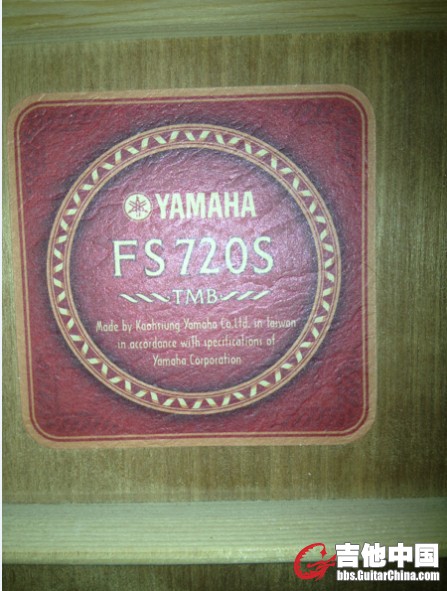 YAMAHA
FS720S
TMB
Made by Kaohsiung Yamaha Co.Ltd. in Taiwan
in accordance with specifications of
Yamaha Corporation
吉他中国
bbs.GuitarChina.com